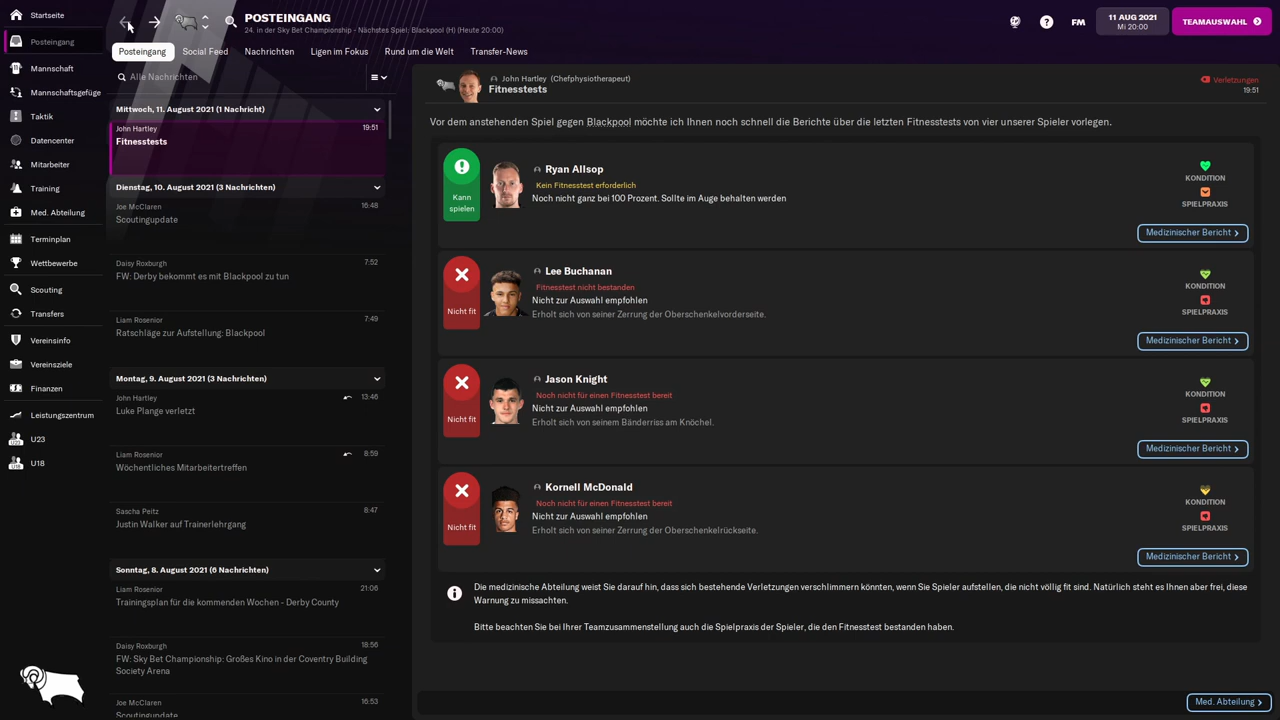 Startseite
Posteingang
Mannschaft
Mannschaftsgefüge
Taktik
Datencenter
Mitarbeiter
Training
Med. Abteilung
Terminplan
Wettbewerbe
Scouting
Transfers
Vereinsinfo
Vereinsziele
Finanzen
Leistungszentrum
U23
U18
POSTEINGANG
24. in der Sky Bet Championship - Nächstes Spiel: Blackpool (H) (Heute 20:00)
FM
11 AUG 2021
Mi 20:00
TEAMAUSWAHL
Posteingang
Social Feed
Nachrichten
Ligen im Fokus
Rund um die Welt
Transfer-News
Alle Nachrichten
Mittwoch, 11. August 2021 (1 Nachricht)
John Hartley 19:51
Fitnesstests
Dienstag, 10. August 2021 (3 Nachrichten)
Joe McClaren 16:48
Scoutingupdate
Daisy Roxburgh 7:52
FW: Derby bekommt es mit Blackpool zu tun
Liam Rosenior 7:49
Ratschläge zur Aufstellung: Blackpool
Montag, 9. August 2021 (3 Nachrichten)
John Hartley 13:46
Luke Plange verletzt
Liam Rosenior 8:59
Wöchentliches Mitarbeitertreffen
Sascha Peitz 8:47
Justin Walker auf Trainerlehrgang
Sonntag, 8. August 2021 (6 Nachrichten)
Liam Rosenior 21:06
Trainingsplan für die kommenden Wochen - Derby County
Daisy Roxburgh 18:56
FW: Sky Bet Championship: Großes Kino in der Coventry Building
Society Arena
Joe McClaren 16:53
Scoutingupdate
John Hartley (Chefphysiotherapeut)
Fitnesstests
Verletzungen
19:51
Vor dem anstehenden Spiel gegen Blackpool möchte ich Ihnen noch schnell die Berichte über die letzten Fitnesstests von vier unserer Spieler vorlegen.
Kann
spielen
Ryan Allsop
Kein Fitnesstest erforderlich
Noch nicht ganz bei 100 Prozent. Sollte im Auge behalten werden
KONDITION
SPIELPRAXIS
Medizinischer Bericht
Nicht fit
Lee Buchanan
Fitnesstest nicht bestanden
Nicht zur Auswahl empfohlen
Erholt sich von seiner Zerrung der Oberschenkelvorderseite.
KONDITION
SPIELPRAXIS
Medizinischer Bericht
Nicht fit
Jason Knight
Noch nicht für einen Fitnesstest bereit
Nicht zur Auswahl empfohlen
Erholt sich von seinem Bänderriss am Knöchel.
KONDITION
SPIELPRAXIS
Medizinischer Bericht
Nicht fit
Kornell McDonald
Noch nicht für einen Fitnesstest bereit
Nicht zur Auswahl empfohlen
Erholt sich von seiner Zerrung der Oberschenkelrückseite.
KONDITION
SPIELPRAXIS
Medizinischer Bericht
Die medizinische Abteilung weist Sie darauf hin, dass sich bestehende Verletzungen verschlimmern könnten, wenn Sie Spieler aufstellen, die nicht völlig fit sind. Natürlich steht es Ihnen aber frei, diese
Warnung zu missachten.
Bitte beachten Sie bei Ihrer Teamzusammenstellung auch die Spielpraxis der Spieler, die den Fitnesstest bestanden haben.
Med. Abteilung